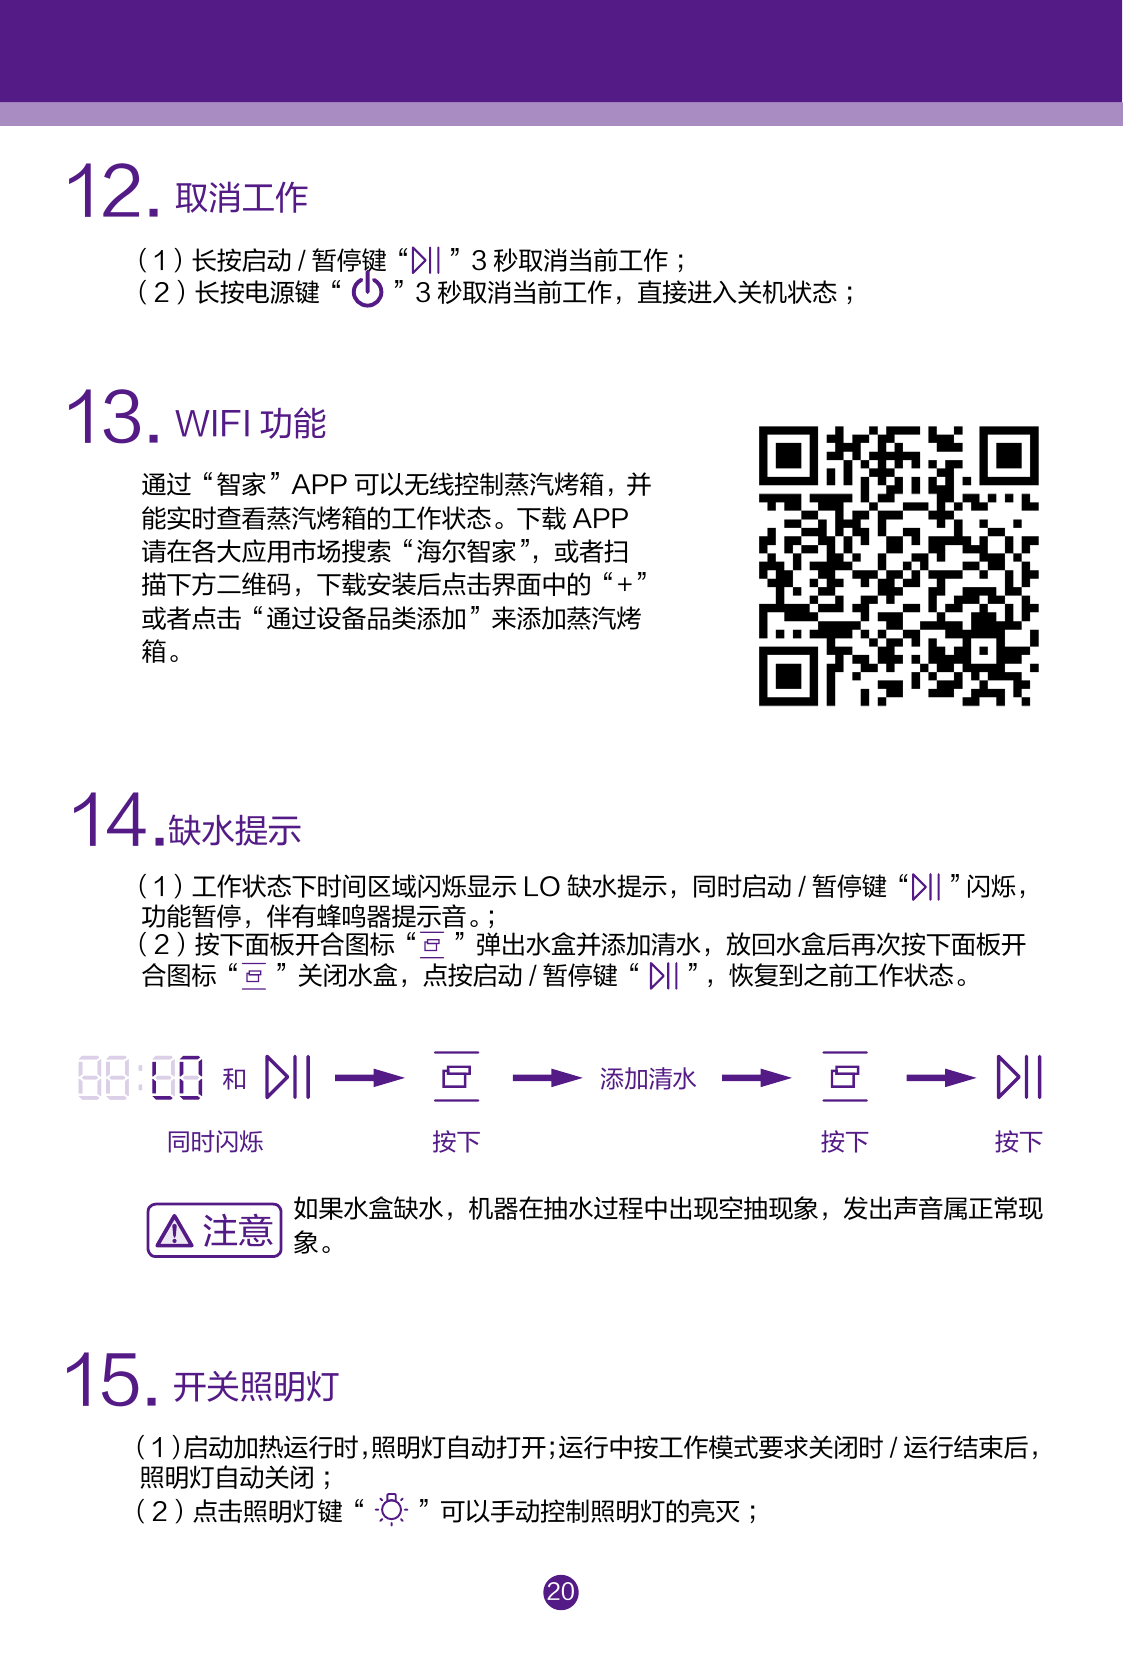 12. 取消工作
（1）长按启动 / 暂停键“ ”3 秒取消当前工作；
（2）长按电源键“ ”3 秒取消当前工作，直接进入关机状态；
13. WIFI 功能
通过“智家”APP 可以无线控制蒸汽烤箱，并
能实时查看蒸汽烤箱的工作状态。下载 APP
请在各大应用市场搜索“海尔智家”，或者扫
描下方二维码，下载安装后点击界面中的“+”
或者点击“通过设备品类添加”来添加蒸汽烤
箱。
14.缺水提示
（1）工作状态下时间区域闪烁显示 LO 缺水提示，同时启动 / 暂停键“ ”闪烁，
功能暂停，伴有蜂鸣器提示音。；
（2）按下面板开合图标“ ”弹出水盒并添加清水，放回水盒后再次按下面板开
合图标“ ”关闭水盒，点按启动 / 暂停键“ ”，恢复到之前工作状态。
LO 和 添加清水
同时闪烁 按下 按下 按下
注意 如果水盒缺水，机器在抽水过程中出现空抽现象，发出声音属正常现
象。
15. 开关照明灯
（1）启动加热运行时，照明灯自动打开；运行中按工作模式要求关闭时 / 运行结束后，
照明灯自动关闭；
（2）点击照明灯键“ ”可以手动控制照明灯的亮灭；
20